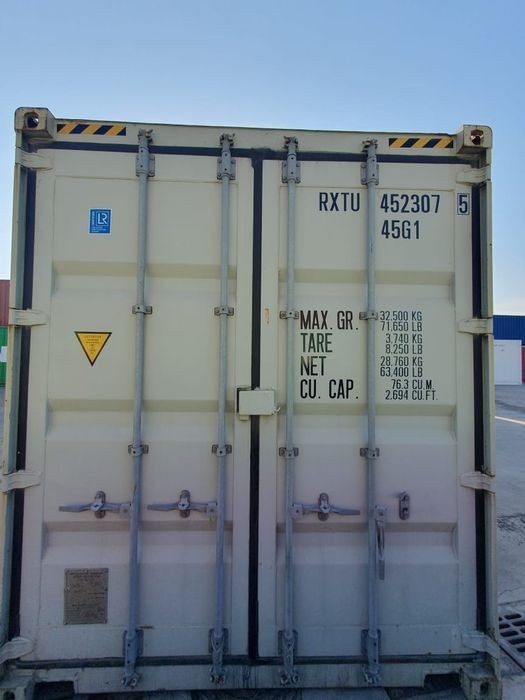 RXTU 452307 5
45G1
LR
MAX. GR. 32.500 KG
71.650 LB
TARE 3.740 KG
8.250 LB
NET 28.760 KG
63.400 LB
CU. CAP. 76.3 CU.M.
2.694 CU.FT.